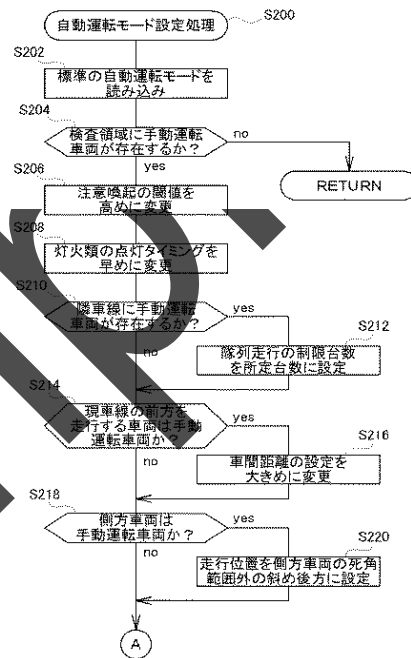 自動運転モード設定処理
S200
S202
標準の自動運転モードを
読み込み
S204
検査領域に手動運転
車両が存在するか？
no
yes
RETURN
S206
注意喚起の閾値を
高めに変更
S208
灯火類の点灯タイミングを
早めに変更
S210
隣車線に手動運転
車両が存在するか？
yes
no
S212
隊列走行の制限台数
を所定台数に設定
S214
現車線の前方を
走行する車両は手動
運転車両か？
yes
no
S216
車間距離の設定を
大きめに変更
S218
側方車両は
手動運転車両か？
yes
no
S220
走行位置を側方車両の死角
範囲外の斜め後方に設定
A